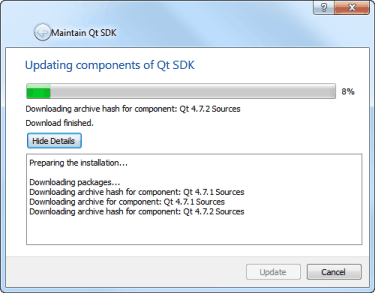 Maintain Qt SDK
Updating components of Qt SDK
8%
Downloading archive hash for component: Qt 4.7.2 Sources
Download finished.
Hide Details
Preparing the installation...
Downloading packages...
Downloading archive hash for component: Qt 4.7.1 Sources
Downloading archive for component: Qt 4.7.1 Sources
Downloading archive hash for component: Qt 4.7.2 Sources
Update
Cancel